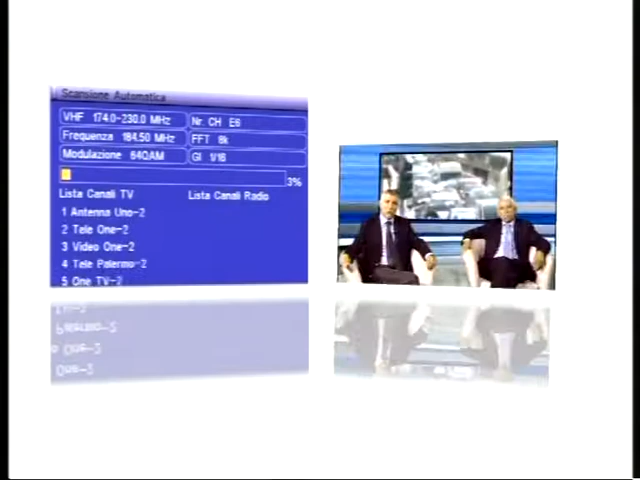 Scansione Automatica
VHF 174.0-230.0 MHz
Nr. CH E6
Frequenza 184.50 MHz
FFT 8k
Modulazione 64QAM
GI 1/16
3%
Lista Canali TV
Lista Canali Radio
1 Antenna Uno-2
2 Tele One-2
3 Video One-2
4 Tele Palermo-2
5 One TV-2